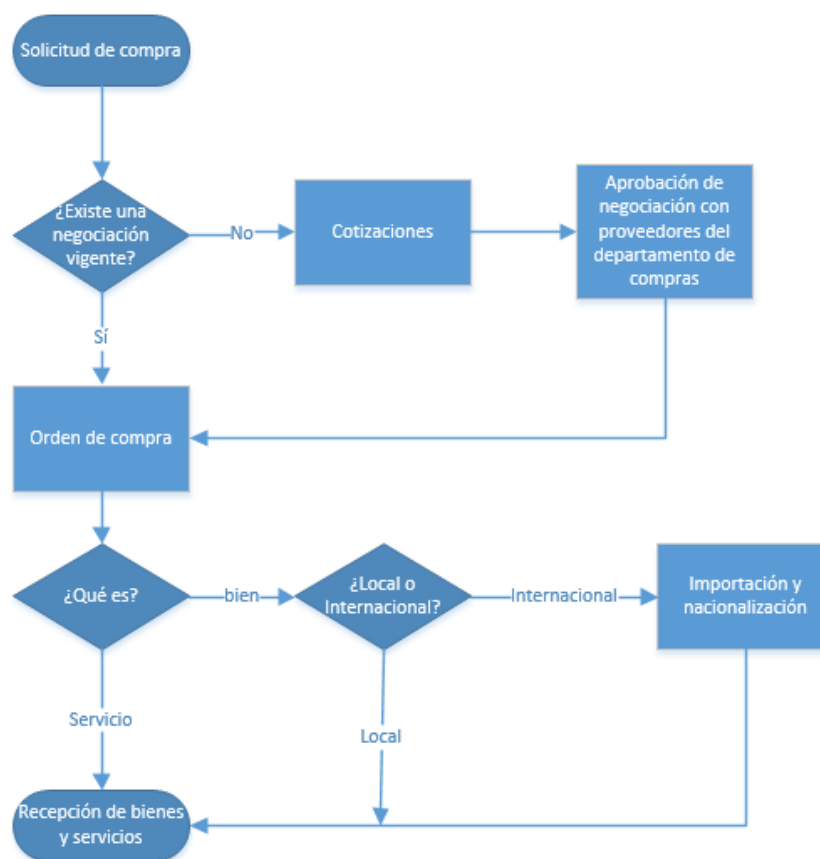 Solicitud de compra
¿Existe una
negociación
vigente?
No
Cotizaciones
Aprobación de
negociación con
proveedores del
departamento de
compras
Sí
Orden de compra
¿Qué es?
bien
¿Local o
Internacional?
Internacional
Importación y
nacionalización
Servicio
Local
Recepción de bienes
y servicios